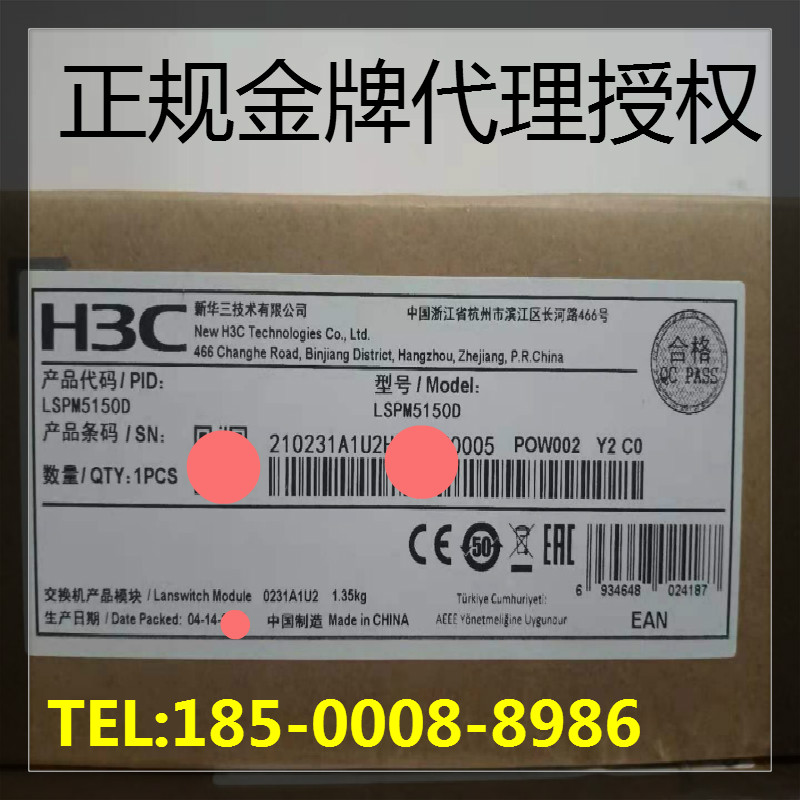 正规金牌代理授权
H3C
新华三技术有限公司
中国浙江省杭州市滨江区长河路466号
New H3C Technologies Co., Ltd.
466 Changhe Road, Binjiang District, Hangzhou, Zhejiang, P.R.China
合格
QC PASS
产品代码/PID:
LSPM5150D
型号/Model:
LSPM5150D
产品条码/SN:
210231A1U2H 0005 POW002 Y2 C0
数量/QTY:1PCS
CE 50 EAC
交换机产品模块/Lanswitch Module 0231A1U2 1.35kg
生产日期/Date Packed: 04-14- 中国制造 Made in CHINA
Türkiye Cumhuriyeti:
AEEE Yönetmeliğine Uygundur
6 934648 024187
EAN
TEL:185-0008-8986